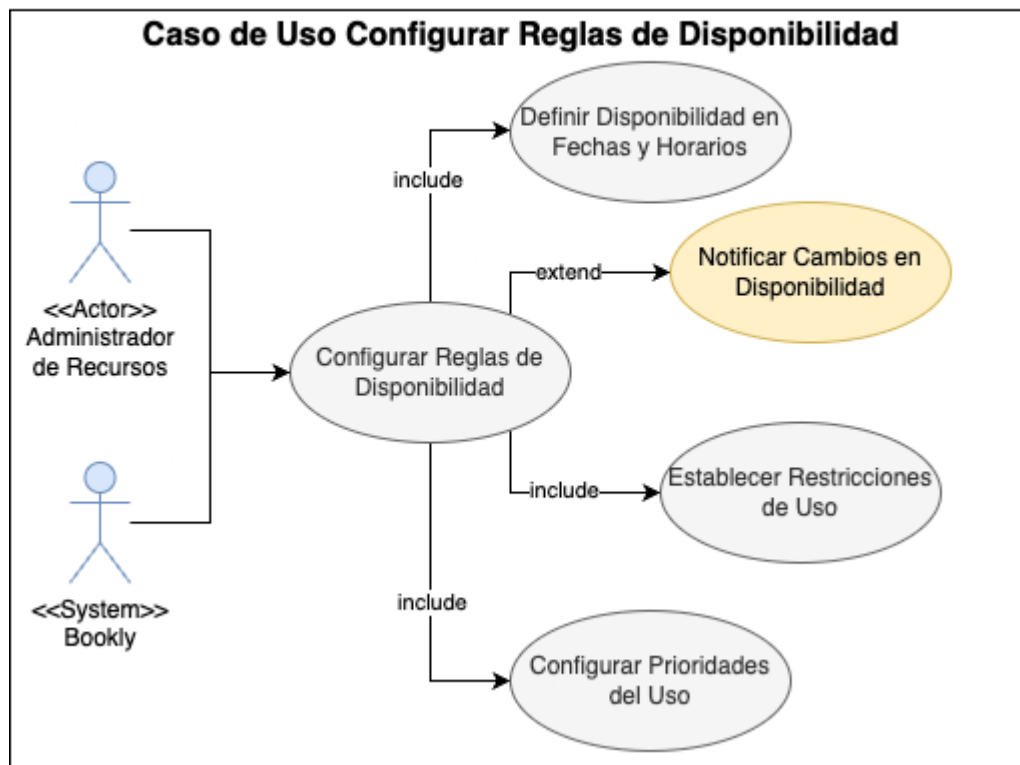 Caso de Uso Configurar Reglas de Disponibilidad
Definir Disponibilidad en
Fechas y Horarios
include
Notificar Cambios en
Disponibilidad
extend
<<Actor>>
Administrador
de Recursos
Configurar Reglas de
Disponibilidad
Establecer Restricciones
de Uso
include
<<System>>
Bookly
include
Configurar Prioridades
del Uso